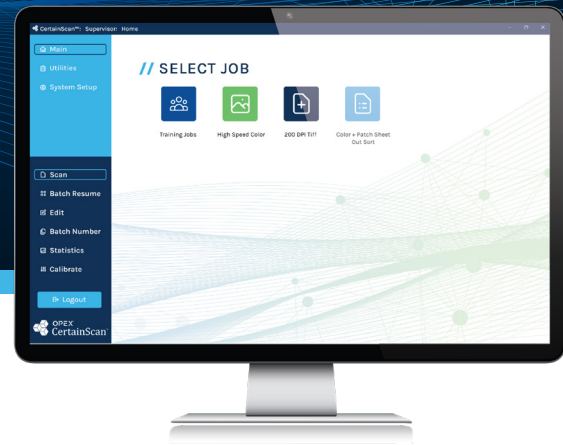 CertainScan™: Supervisor: Home
Main
Utilities
System Setup
// SELECT JOB
Training Jobs
High Speed Color
200 DPI Tiff
Color + Patch Sheet
Out Sort
Scan
Batch Resume
Edit
Batch Number
Statistics
Calibrate
Logout
OPEX
CertainScan™